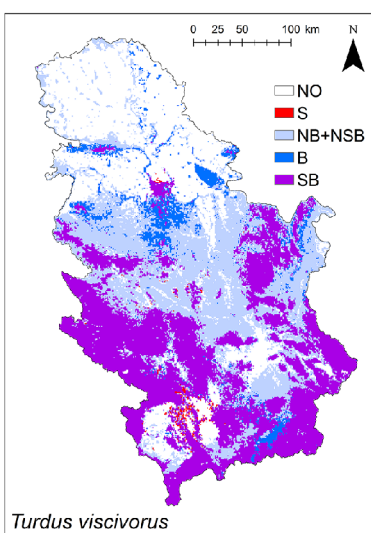 0 25 50 100 km
N
NO
S
NB+NSB
B
SB
Turdus viscivorus